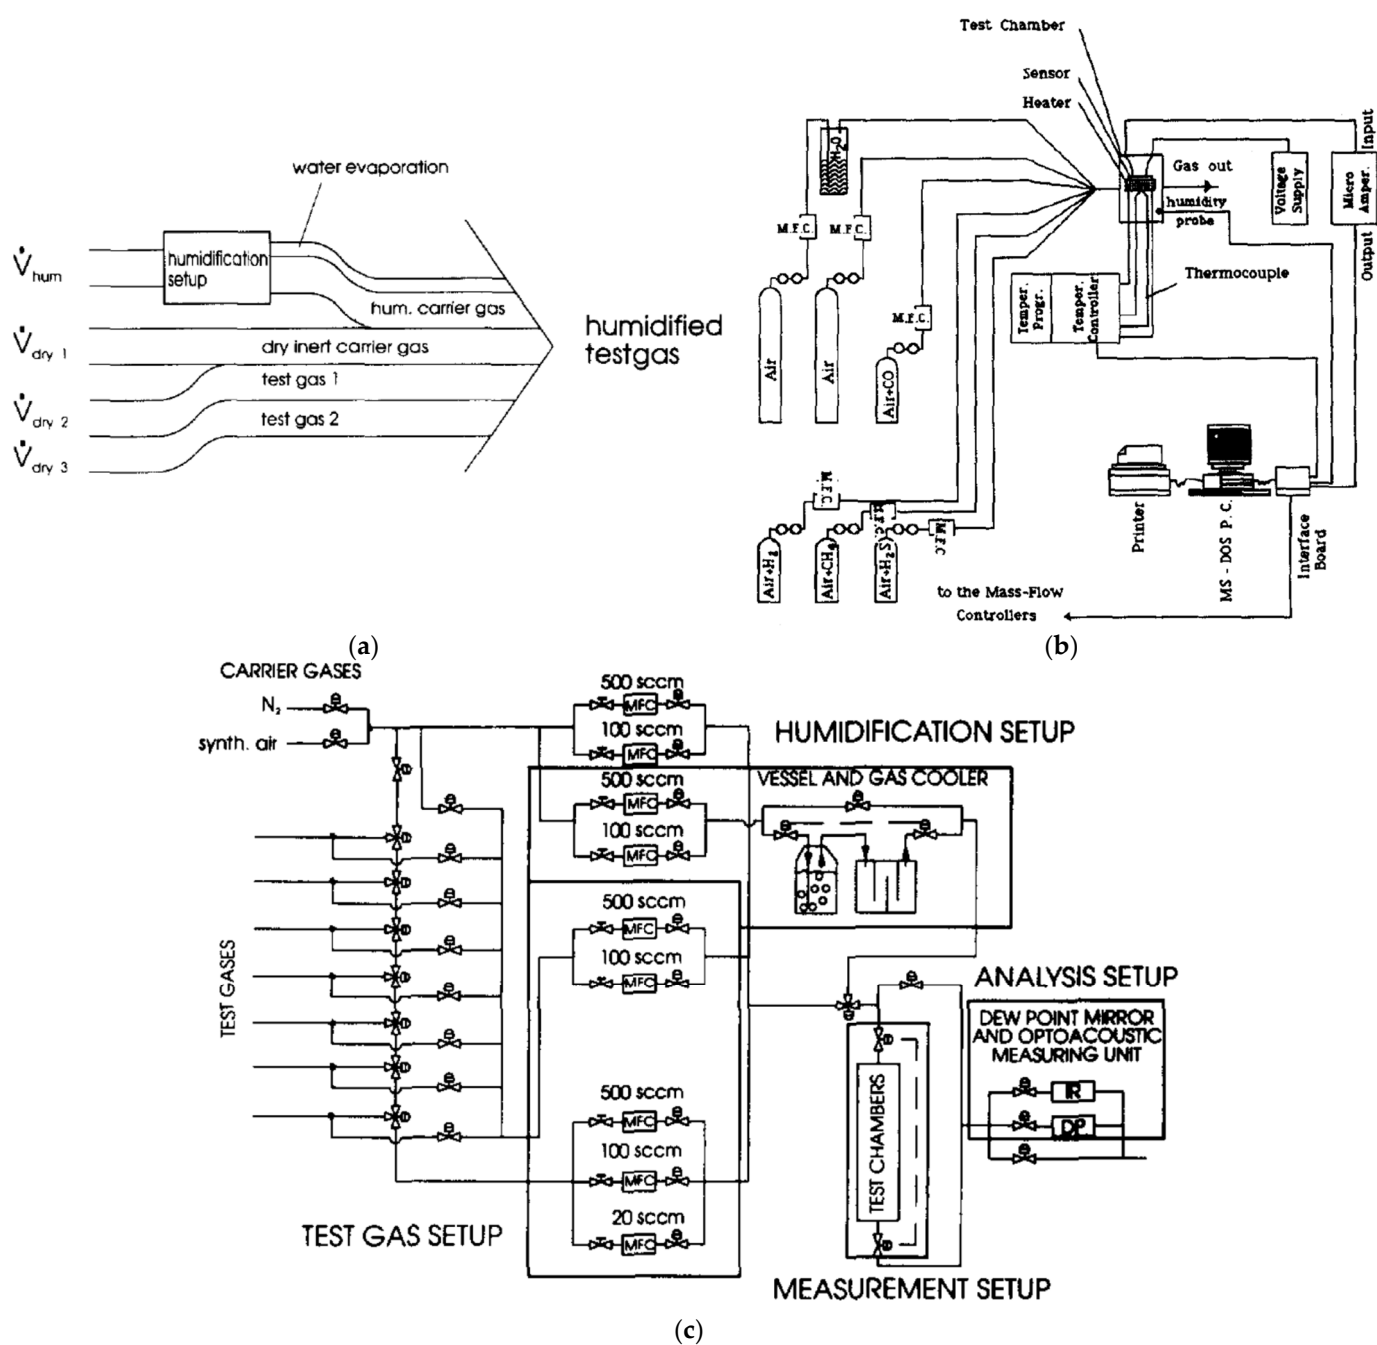 water evaporation
V̇hum
humidification
setup
hum. carrier gas
V̇dry 1
dry inert carrier gas
test gas 1
V̇dry 2
test gas 2
V̇dry 3
humidified
testgas
(a)
Test Chamber
Sensor
Heater
H2O
M.F.C.
M.F.C.
M.F.C.
Air
Air
Air+CO
Gas out
humidity
probe
Voltage
Supply
Micro
Amper.
Input
Output
Thermocouple
Temper.
Progr.
Temper.
Controller
M.F.C.
M.F.C.
M.F.C
Air+H2
Air+CH4
Air+H2S
Printer
MS - DOS P.C.
Interface
Board
to the Mass-Flow
Controllers
(b)
CARRIER GASES
N2
synth. air
500 sccm
MFC
100 sccm
MFC
HUMIDIFICATION SETUP
VESSEL AND GAS COOLER
500 sccm
MFC
100 sccm
MFC
500 sccm
MFC
100 sccm
MFC
TEST GASES
ANALYSIS SETUP
DEW POINT MIRROR
AND OPTOACOUSTIC
MEASURING UNIT
IR
DP
TEST CHAMBERS
500 sccm
MFC
100 sccm
MFC
20 sccm
MFC
TEST GAS SETUP
MEASUREMENT SETUP
(c)